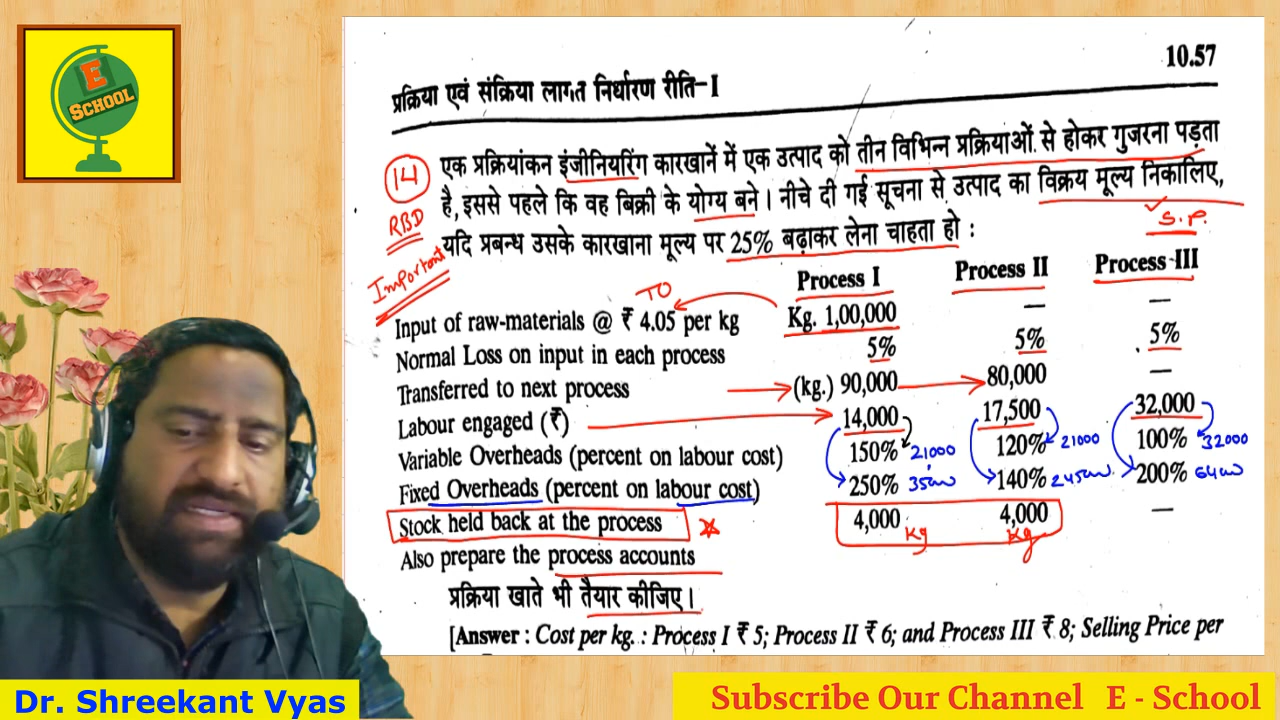 E
SCHOOL
10.57
प्रक्रिया एवं संक्रिया लागत निर्धारण रीति–I
14
एक प्रक्रियांकन इंजीनियरिंग कारखानें में एक उत्पाद को तीन विभिन्न प्रक्रियाओं से होकर गुजरना पड़ता
है, इससे पहले कि वह बिक्री के योग्य बने। नीचे दी गई सूचना से उत्पाद का विक्रय मूल्य निकालिए,
RBD
S.P.
यदि प्रबन्ध उसके कारखाना मूल्य पर 25% बढ़ाकर लेना चाहता हो :
Important
Process I Process II Process III
TO
Input of raw-materials @ ₹ 4.05 per kg Kg. 1,00,000 — —
Normal Loss on input in each process 5% 5% 5%
Transferred to next process (kg.) 90,000 80,000 —
Labour engaged (₹) 14,000 17,500 32,000
Variable Overheads (percent on labour cost) 150% 21000 120% 21000 100% 32000
Fixed Overheads (percent on labour cost) 250% 140% 200%
Stock held back at the process 4,000 kg 4,000 kg —
Also prepare the process accounts
प्रक्रिया खाते भी तैयार कीजिए।
[Answer : Cost per kg. : Process I ₹ 5; Process II ₹ 6; and Process III ₹ 8; Selling Price per
Dr. Shreekant Vyas
Subscribe Our Channel E - School